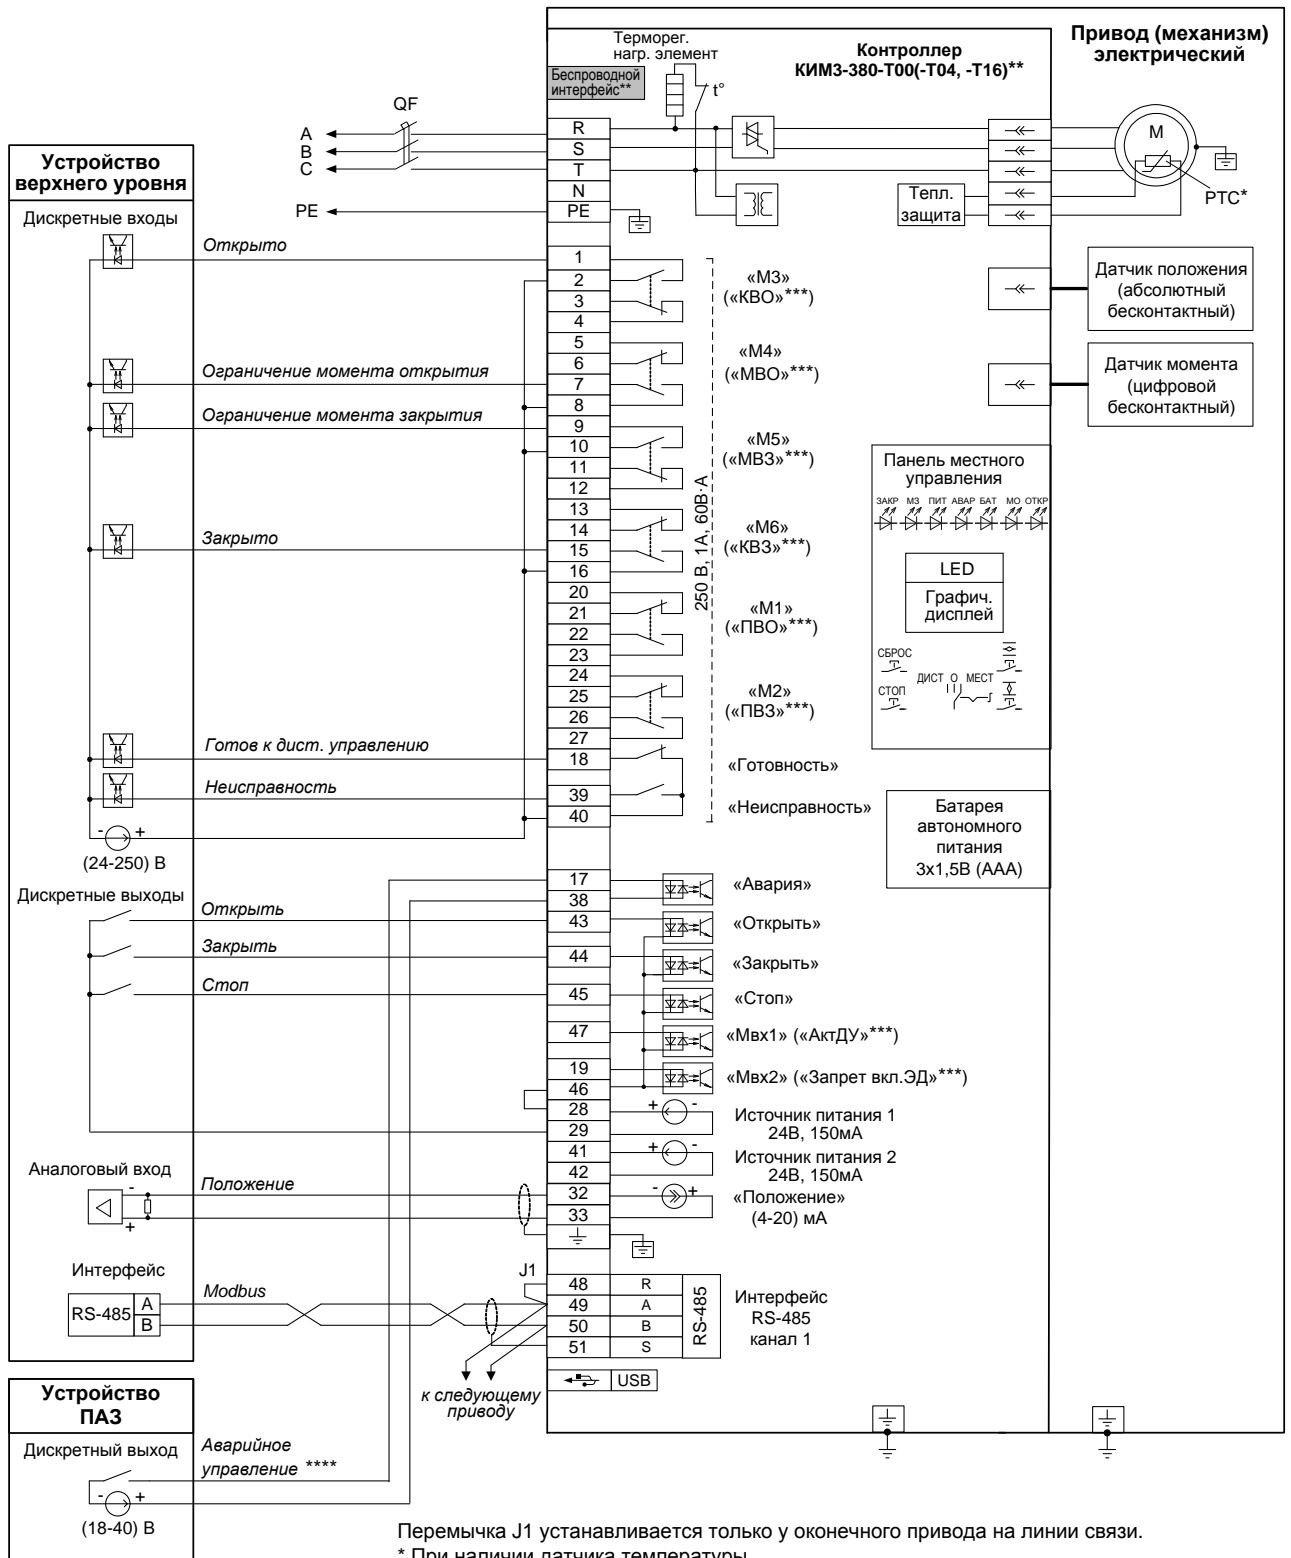 Терморег.
нагр. элемент
Беспроводной
интерфейс**
Контроллер
КИМ3-380-Т00(-Т04, -Т16)**
Привод (механизм)
электрический
t°
QF
A
B
C
PE
R
S
T
N
PE
M
PTC*
Тепл.
защита
Устройство
верхнего уровня
Дискретные входы
Открыто
Ограничение момента открытия
Ограничение момента закрытия
Закрыто
Готов к дист. управлению
Неисправность
- +
(24-250) В
1
2
3
4
5
6
7
8
9
10
11
12
13
14
15
16
20
21
22
23
24
25
26
27
18
39
40
«М3»
(«КВО»***)
«М4»
(«МВО»***)
«М5»
(«МВЗ»***)
«М6»
(«КВЗ»***)
«М1»
(«ПВО»***)
«М2»
(«ПВЗ»***)
«Готовность»
«Неисправность»
250 В, 1А, 60В·А
Датчик положения
(абсолютный
бесконтактный)
Датчик момента
(цифровой
бесконтактный)
Панель местного
управления
ЗАКР МЗ ПИТ АВАР БАТ МО ОТКР
LED
Графич.
дисплей
СБРОС
СТОП
ДИСТ О МЕСТ
Батарея
автономного
питания
3х1,5В (ААА)
Дискретные выходы
Открыть
Закрыть
Стоп
17
38
43
44
45
47
19
46
28
29
41
42
32
33
«Авария»
«Открыть»
«Закрыть»
«Стоп»
«Мвх1» («АктДУ»***)
«Мвх2» («Запрет вкл.ЭД»***)
+ -
Источник питания 1
24В, 150мА
+ -
Источник питания 2
24В, 150мА
- +
«Положение»
(4-20) мА
Аналоговый вход
-
+
Положение
Интерфейс
RS-485
A
B
Modbus
J1
48 R
49 A
50 B
51 S
RS-485
Интерфейс
RS-485
канал 1
USB
к следующему
приводу
Устройство
ПАЗ
Дискретный выход
Аварийное
управление ****
- +
(18-40) В
Перемычка J1 устанавливается только у оконечного привода на линии связи.
* При наличии датчика температуры